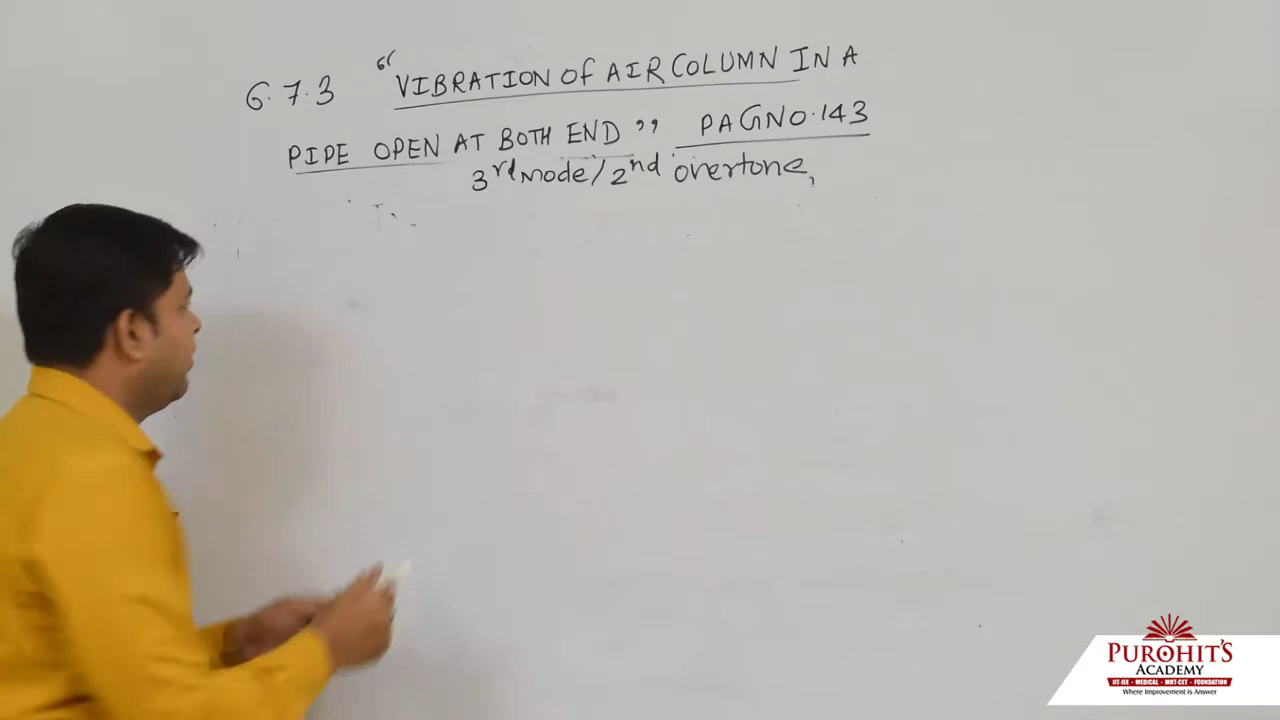 6.7.3 "VIBRATION OF AIR COLUMN IN A
PIPE OPEN AT BOTH END" PAGNO.143
3rd mode/2nd overtone,
PUROHIT'S
ACADEMY
IIT-JEE - MEDICAL - MHT-CET - FOUNDATION
Where Improvement is Answer